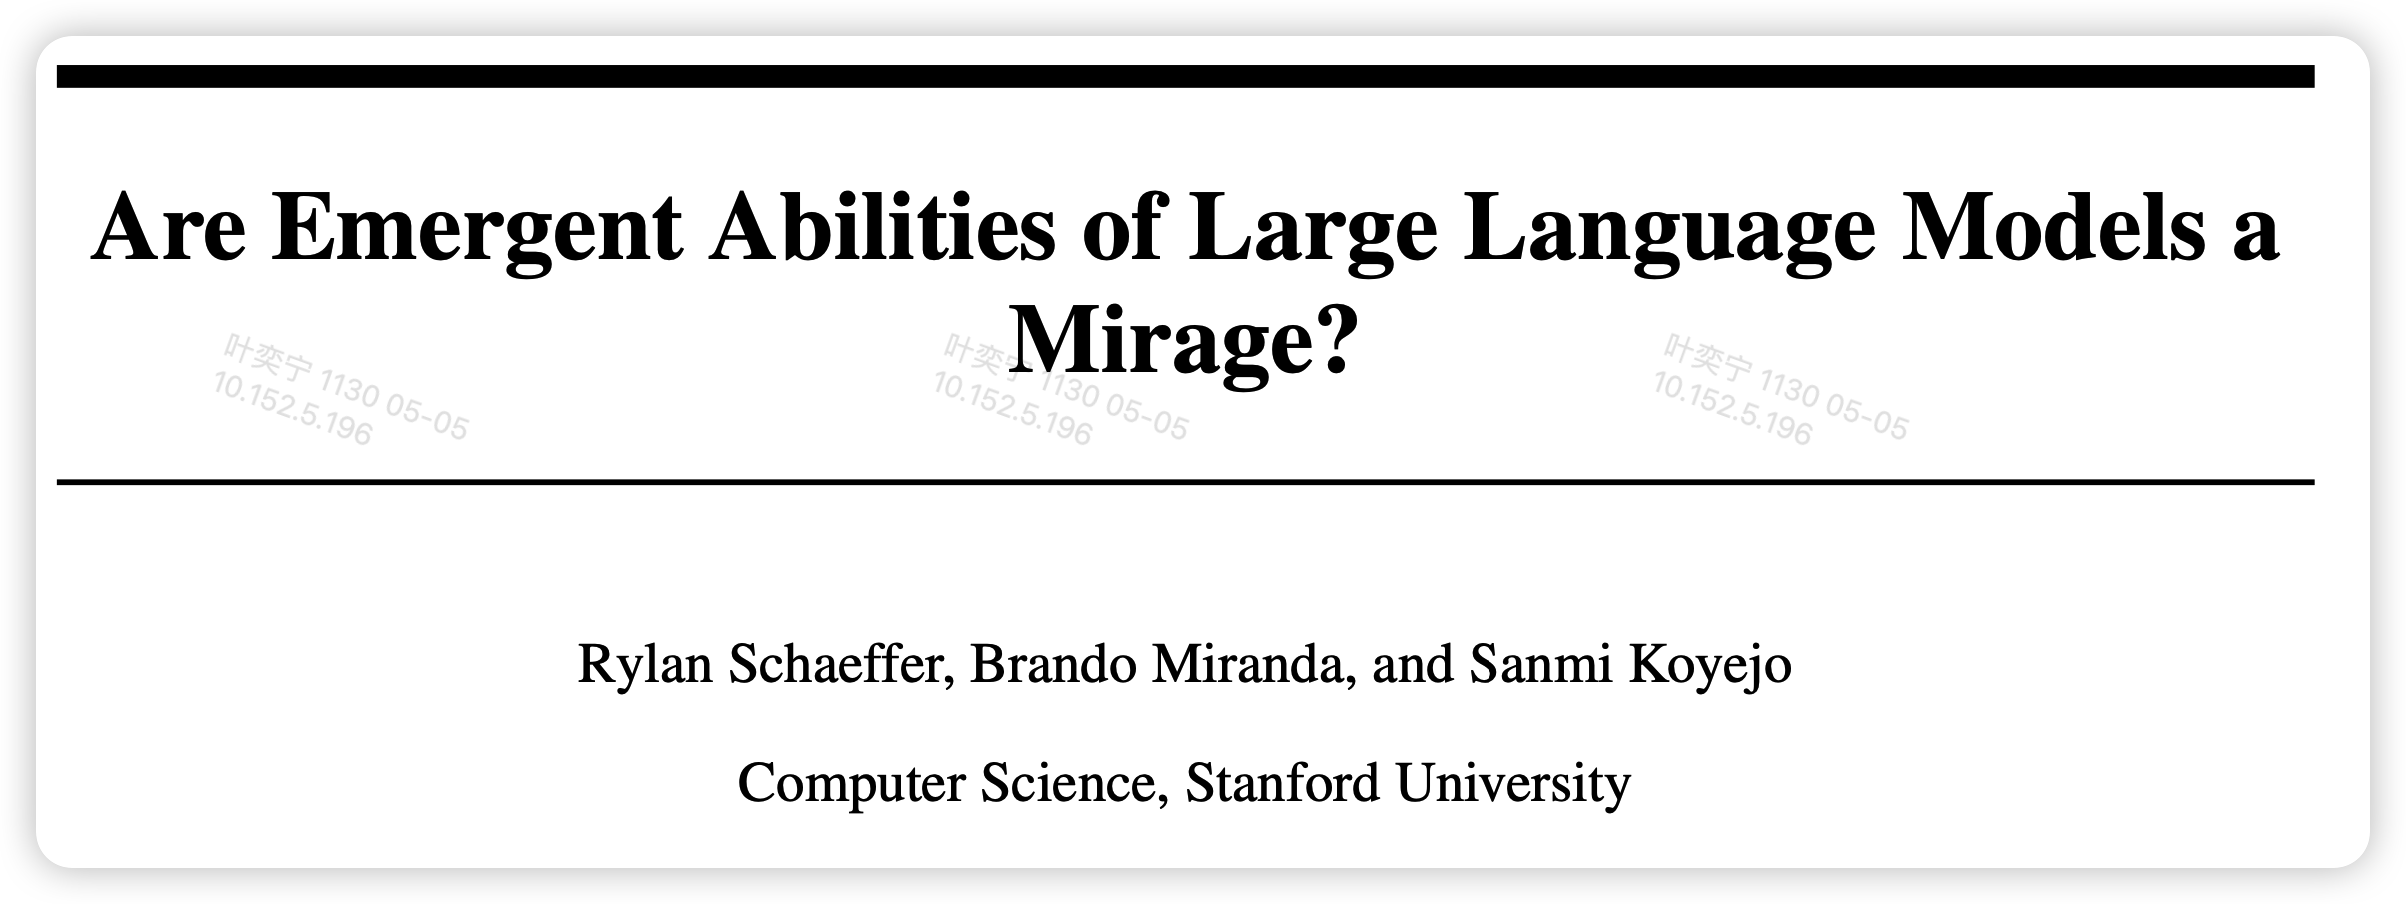 Are Emergent Abilities of Large Language Models a
Mirage?
叶奕宁 1130 05-05
10.152.5.196
叶奕宁 1130 05-05
10.152.5.196
叶奕宁 1130 05-05
10.152.5.196
Rylan Schaeffer, Brando Miranda, and Sanmi Koyejo
Computer Science, Stanford University